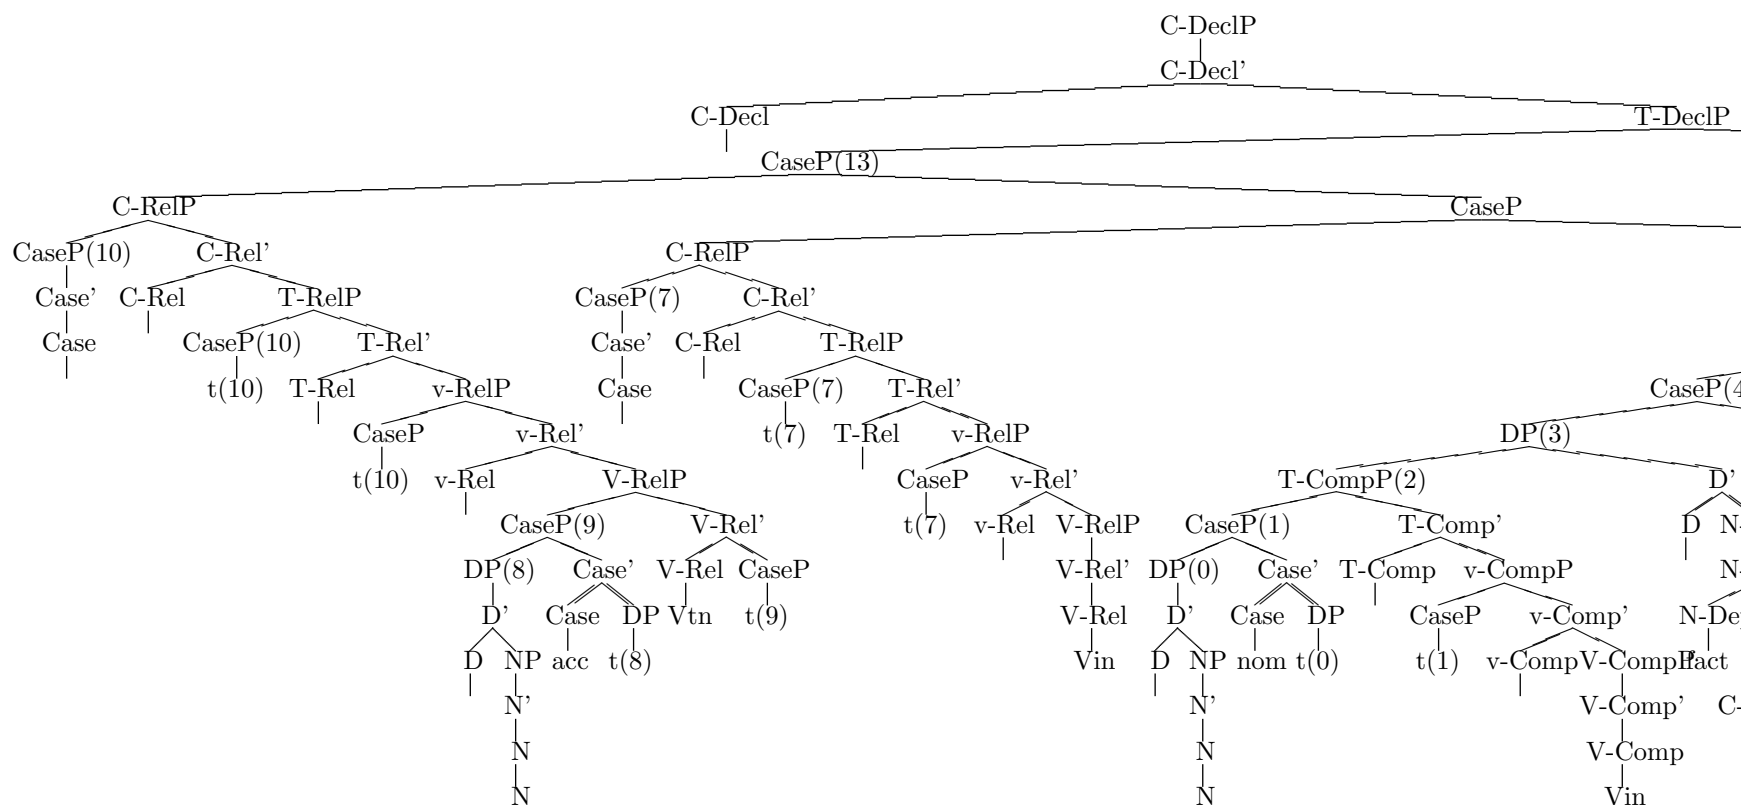 C-DeclP
C-Decl'
C-Decl T-DeclP
CaseP(13)
C-RelP CaseP
CaseP(10) C-Rel' C-RelP
Case' C-Rel T-RelP CaseP(7) C-Rel'
Case CaseP(10) T-Rel' Case' C-Rel T-RelP
t(10) T-Rel v-RelP Case CaseP(7) T-Rel' CaseP(4
CaseP v-Rel' t(7) T-Rel v-RelP DP(3)
t(10) v-Rel V-RelP CaseP v-Rel' T-CompP(2) D'
CaseP(9) V-Rel' t(7) v-Rel V-RelP CaseP(1) T-Comp' D N-
DP(8) Case' V-Rel CaseP V-Rel' DP(0) Case' T-Comp v-CompP N-
D' Case DP Vtn t(9) V-Rel D' Case DP CaseP v-Comp' N-Dep
D NP acc t(8) Vin D NP nom t(0) t(1) v-Comp V-CompP fact
N' N' V-Comp' C-
N N V-Comp
N N Vin